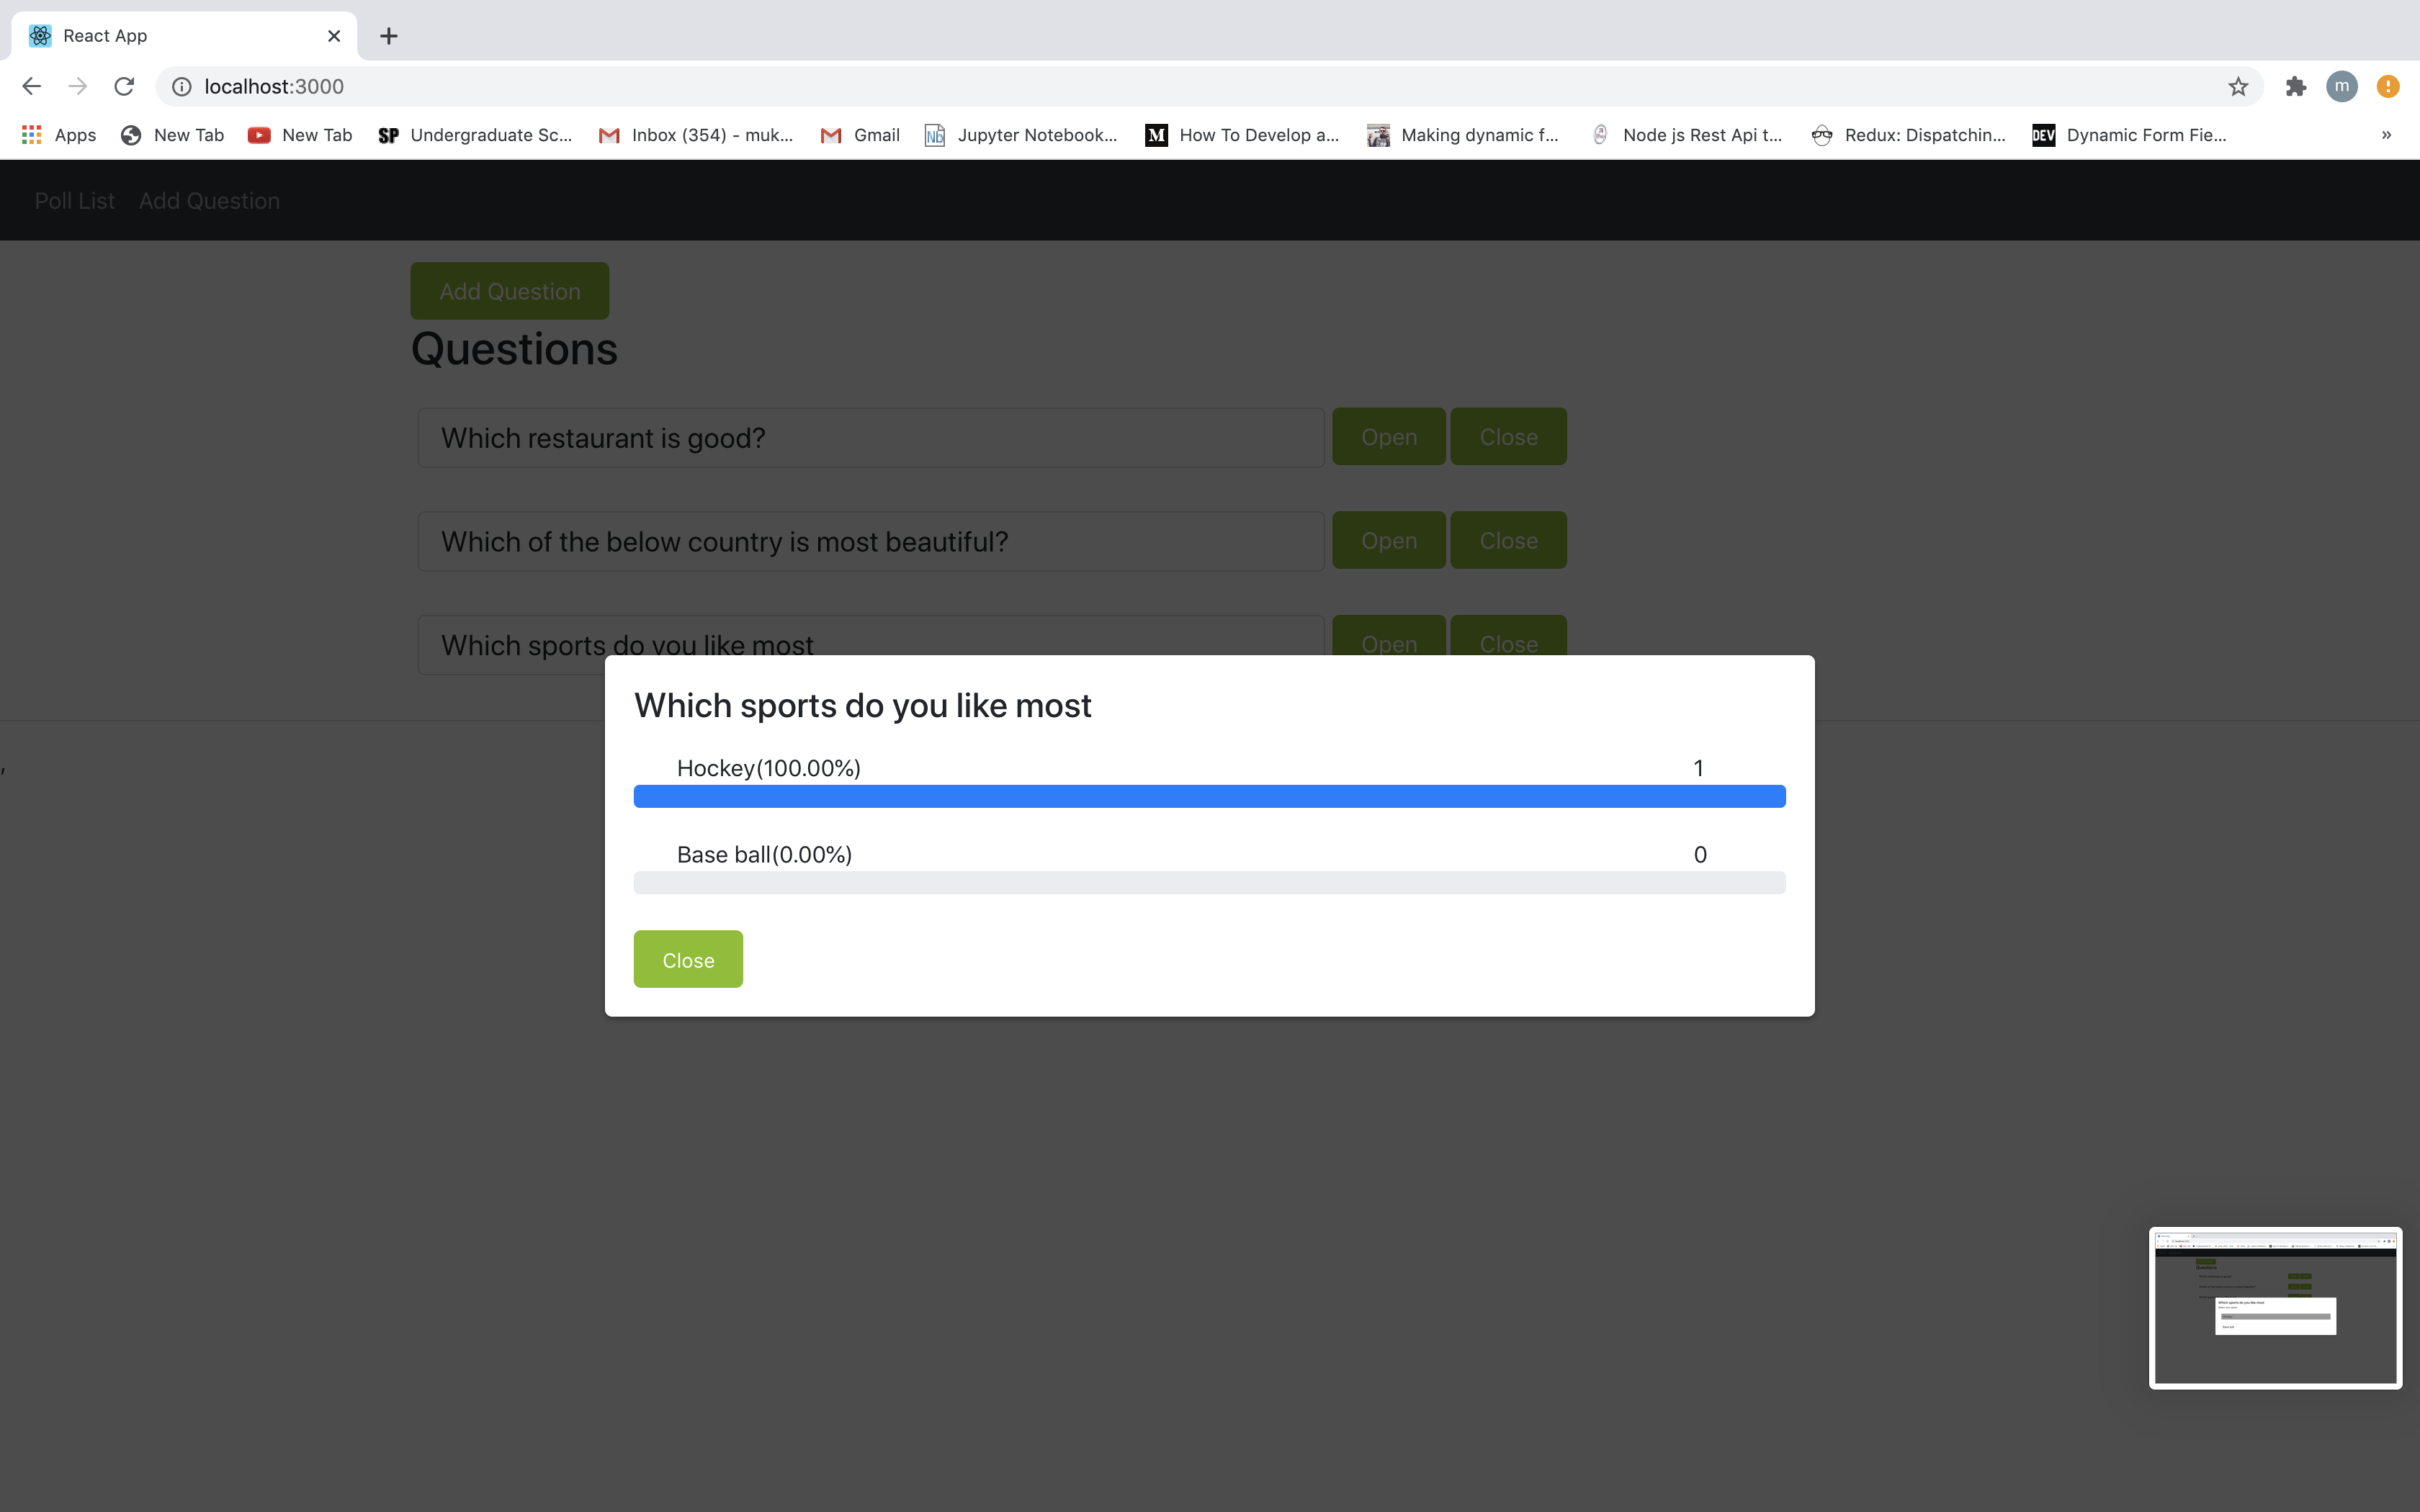 React App
localhost:3000
m
Apps New Tab New Tab SP Undergraduate Sc... Inbox (354) - muk... Gmail Nb Jupyter Notebook... M How To Develop a... Making dynamic f... Node js Rest Api t... Redux: Dispatchin... DEV Dynamic Form Fie... »
Poll List Add Question
Add Question
Questions
Which restaurant is good? Open Close
Which of the below country is most beautiful? Open Close
Which sports do you like most Open Close
,
Which sports do you like most
Hockey(100.00%) 1
Base ball(0.00%) 0
Close